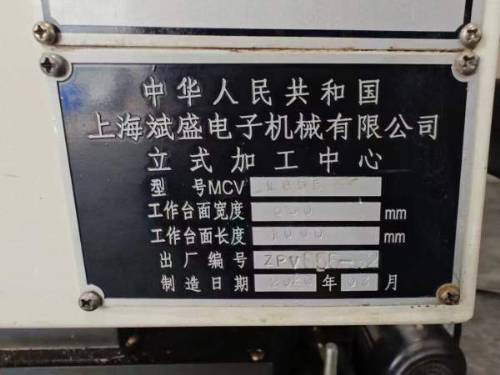 中华人民共和国
上海斌盛电子机械有限公司
立式加工中心
型 号MCV
工作台面宽度 mm
工作台面长度 1000 mm
出厂编号
制造日期 年 月